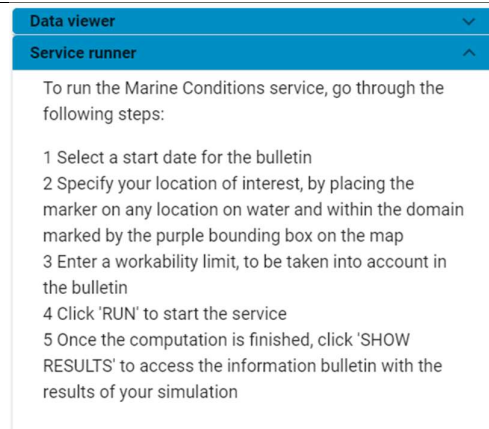 Data viewer
Service runner
To run the Marine Conditions service, go through the
following steps:
1 Select a start date for the bulletin
2 Specify your location of interest, by placing the
marker on any location on water and within the domain
marked by the purple bounding box on the map
3 Enter a workability limit, to be taken into account in
the bulletin
4 Click 'RUN' to start the service
5 Once the computation is finished, click 'SHOW
RESULTS' to access the information bulletin with the
results of your simulation